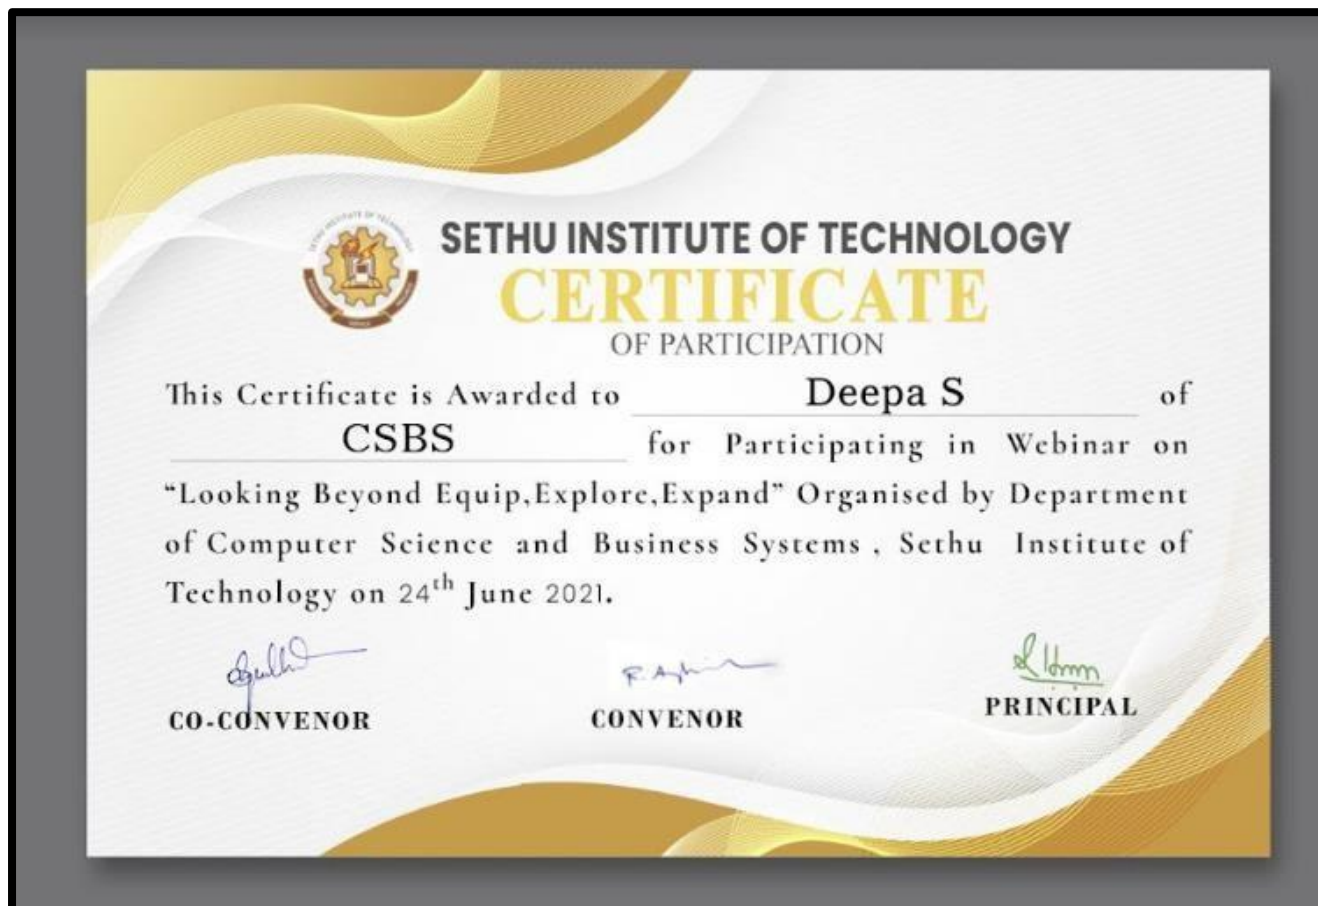 SETHU INSTITUTE OF TECHNOLOGY
CERTIFICATE
OF PARTICIPATION
This Certificate is Awarded to Deepa S of
CSBS for Participating in Webinar on
“Looking Beyond Equip,Explore,Expand” Organised by Department
of Computer Science and Business Systems , Sethu Institute of
Technology on 24th June 2021.
CO-CONVENOR
CONVENOR
PRINCIPAL